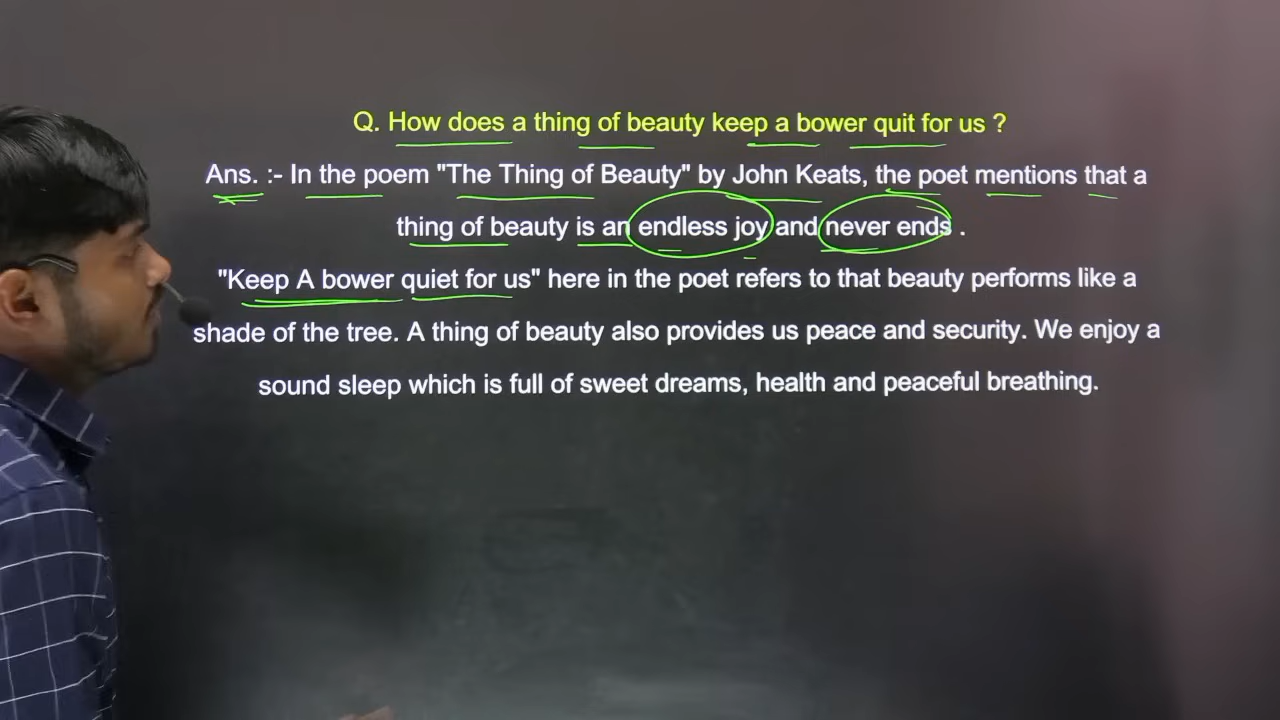 Q. How does a thing of beauty keep a bower quit for us ?
Ans. :- In the poem "The Thing of Beauty" by John Keats, the poet mentions that a
thing of beauty is an endless joy and never ends .
"Keep A bower quiet for us" here in the poet refers to that beauty performs like a
shade of the tree. A thing of beauty also provides us peace and security. We enjoy a
sound sleep which is full of sweet dreams, health and peaceful breathing.